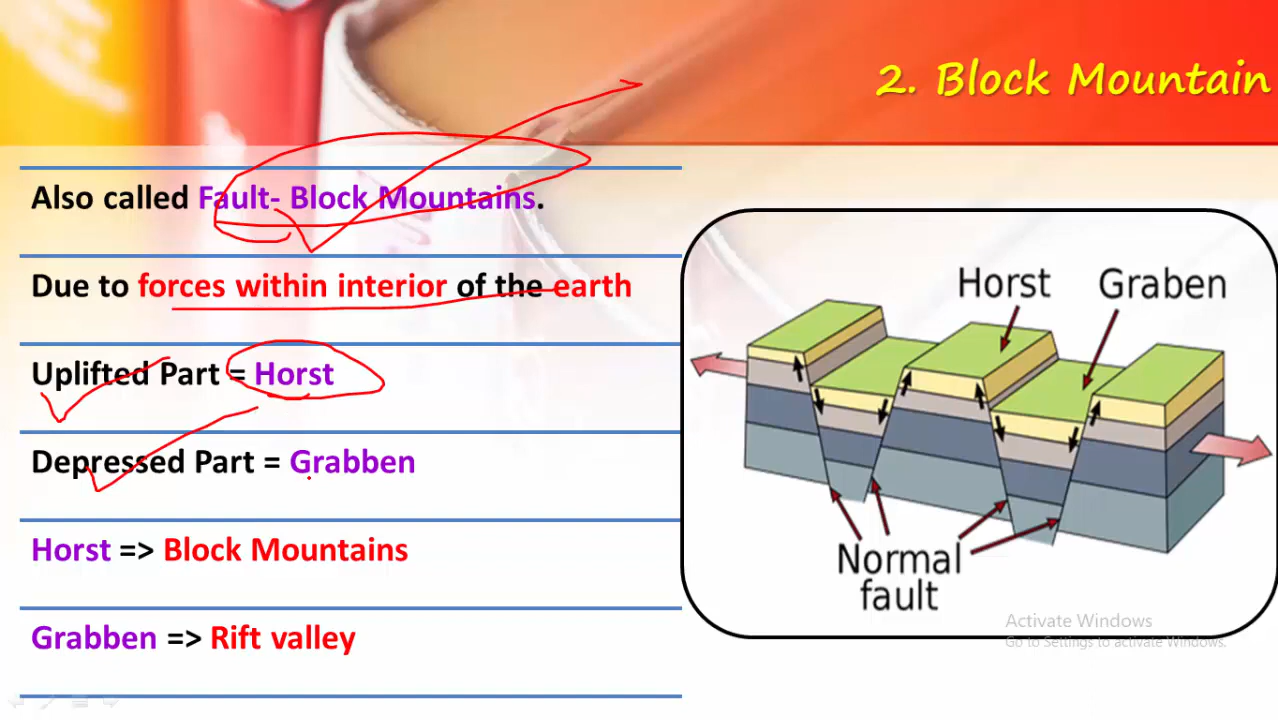 2. Block Mountain
Also called Fault- Block Mountains.
Due to forces within interior of the earth
Uplifted Part = Horst
Depressed Part = Grabben
Horst => Block Mountains
Grabben => Rift valley
Horst
Graben
Normal
fault
Activate Windows
Go to Settings to activate Windows.